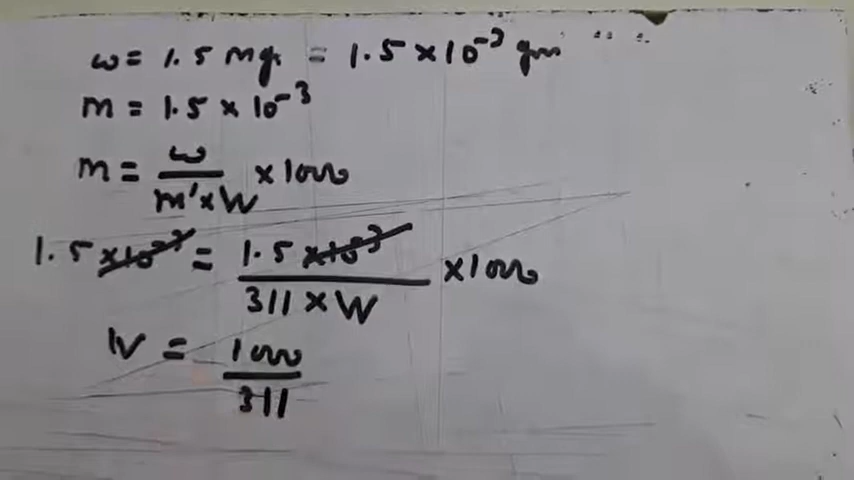 w = 1.5 mg. = 1.5 × 10⁻³ gm
m = 1.5 × 10⁻³
m = w / m' × W × 1000
1.5 × 10⁻³ = 1.5 × 10⁻³ / 311 × W × 1000
W = 1000 / 311